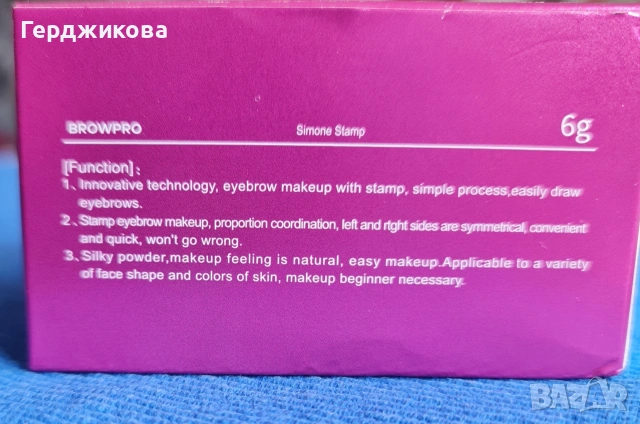 Герджикова
BROWPRO Simone Stamp 6g
[Function]:
1、Innovative technology, eyebrow makeup with stamp, simple process,easily draw
eyebrows.
2、Stamp eyebrow makeup, proportion coordination, left and right sides are symmetrical, convenient
and quick, won't go wrong.
3、Silky powder,makeup feeling is natural, easy makeup.Applicable to a variety
of face shape and colors of skin, makeup beginner necessary.
BAZAR